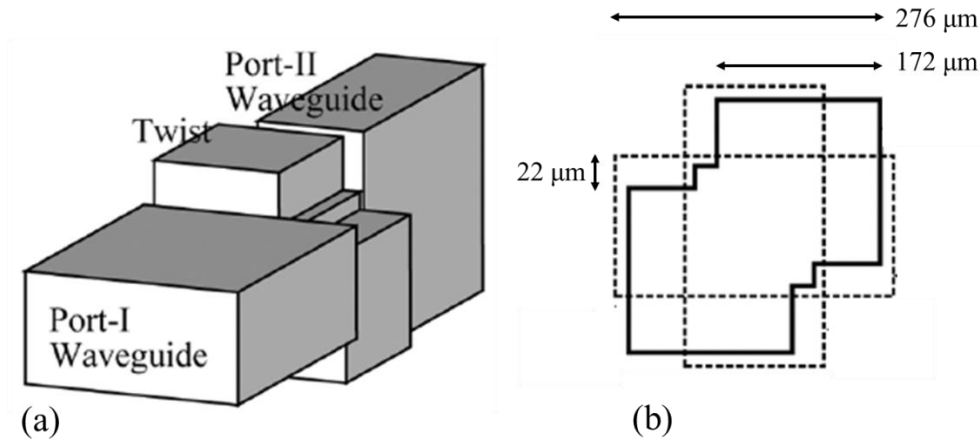 Port-II
Waveguide
Twist
Port-I
Waveguide
(a)
276 μm
172 μm
22 μm
(b)